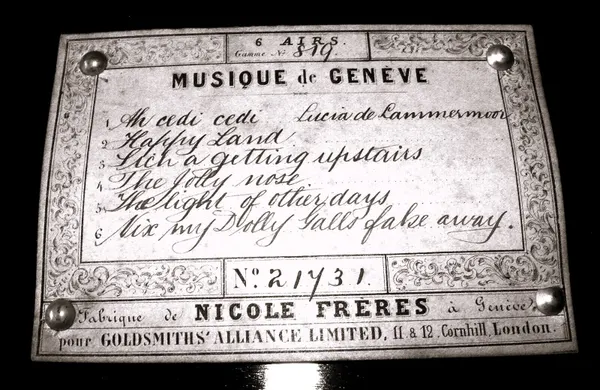 6 AIRS.
Gamme No. 819
MUSIQUE de GENÈVE
1 Ah cedi cedi Lucia de Lammermoor
2 Happy Land
3 Sich a getting upstairs
4 The Jolly nose
5 The light of other days
6 Nix my Dolly Galls fake away.
No. 21731.
Fabrique de NICOLE FRÈRES à Genève
pour GOLDSMITHS' ALLIANCE LIMITED, 11 & 12, Cornhill, London.